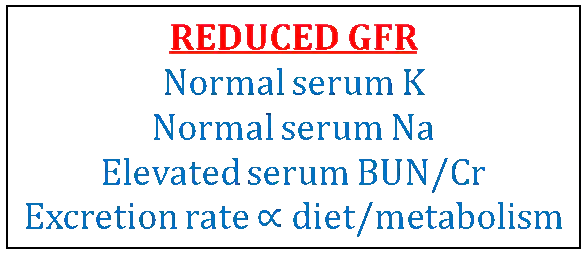 REDUCED GFR
Normal serum K
Normal serum Na
Elevated serum BUN/Cr
Excretion rate ∝ diet/metabolism